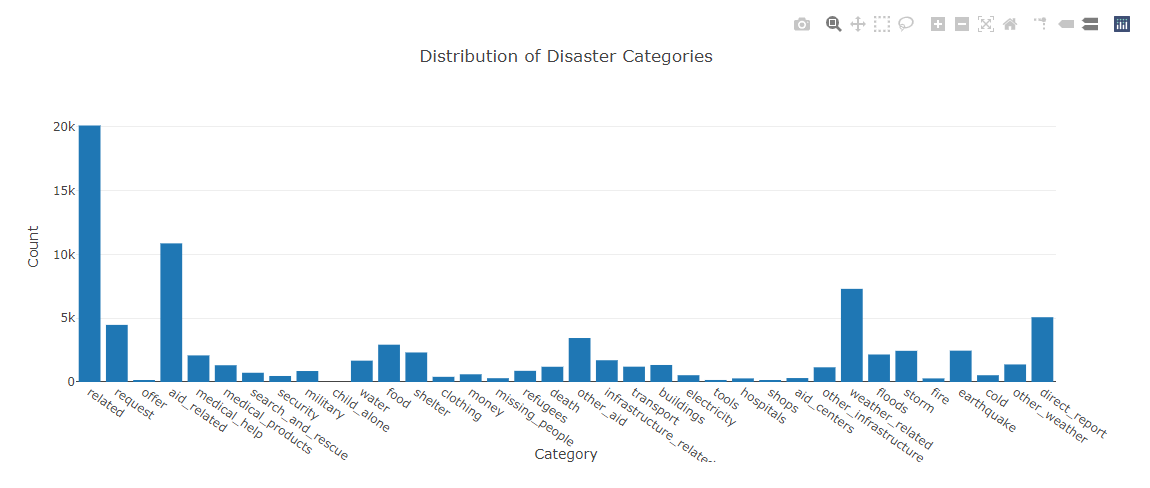 Distribution of Disaster Categories
20k
15k
10k
5k
0
Count
related
request
offer
aid_related
medical_help
medical_products
search_and_rescue
security
military
child_alone
water
food
shelter
clothing
money
missing_people
refugees
death
other_aid
infrastructure_related
transport
buildings
electricity
tools
hospitals
shops
aid_centers
other_infrastructure
weather_related
floods
storm
fire
earthquake
cold
other_weather
direct_report
Category